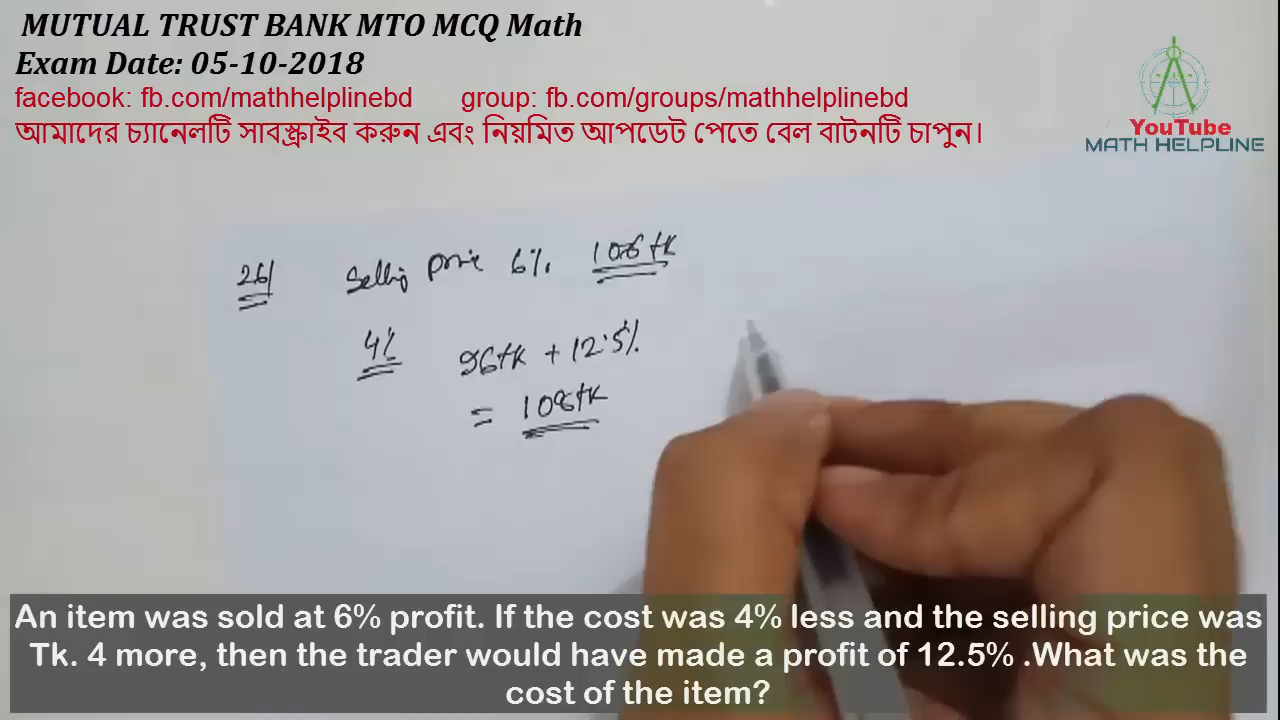 MUTUAL TRUST BANK MTO MCQ Math
Exam Date: 05-10-2018
facebook: fb.com/mathhelplinebd group: fb.com/groups/mathhelplinebd
আমাদের চ্যানেলটি সাবস্ক্রাইব করুন এবং নিয়মিত আপডেট পেতে বেল বাটনটি চাপুন।
YouTube
MATH HELPLINE
26/ Selling price 6% 106 tk
4% 96tk + 12.5%
= 108tk
An item was sold at 6% profit. If the cost was 4% less and the selling price was
Tk. 4 more, then the trader would have made a profit of 12.5% .What was the
cost of the item?